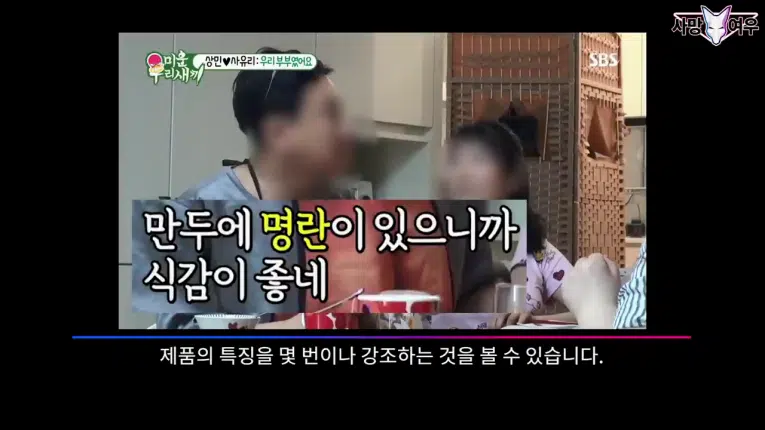 사망여우
미운
우리새끼
상민♥사유리: 우리 부부였어요
SBS
만두에 명란이 있으니까
식감이 좋네
제품의 특징을 몇 번이나 강조하는 것을 볼 수 있습니다.